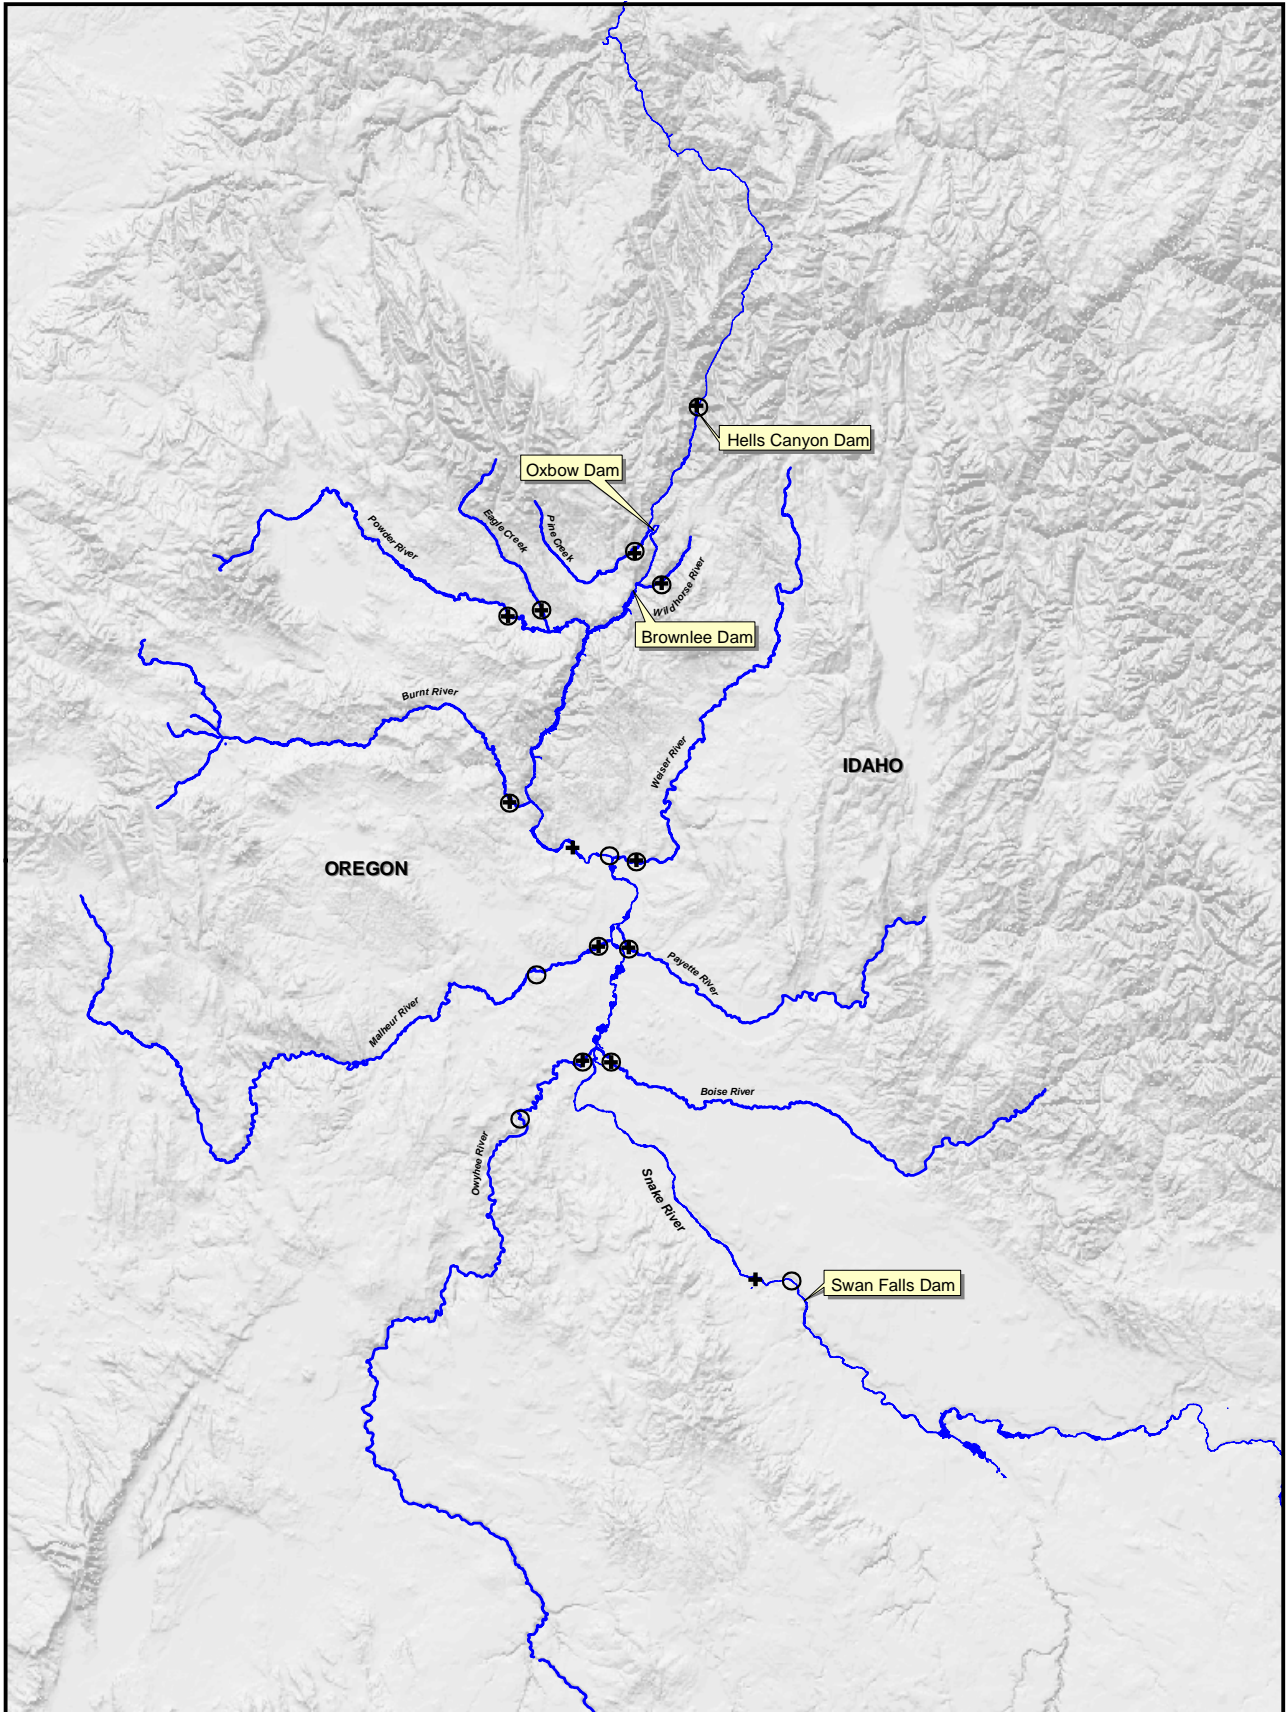 Hells Canyon Dam
Oxbow Dam
Powder River
Eagle Creek
Pine Creek
Wildhorse River
Brownlee Dam
Burnt River
Weiser River
IDAHO
OREGON
Payette River
Malheur River
Boise River
Owyhee River
Snake River
Swan Falls Dam